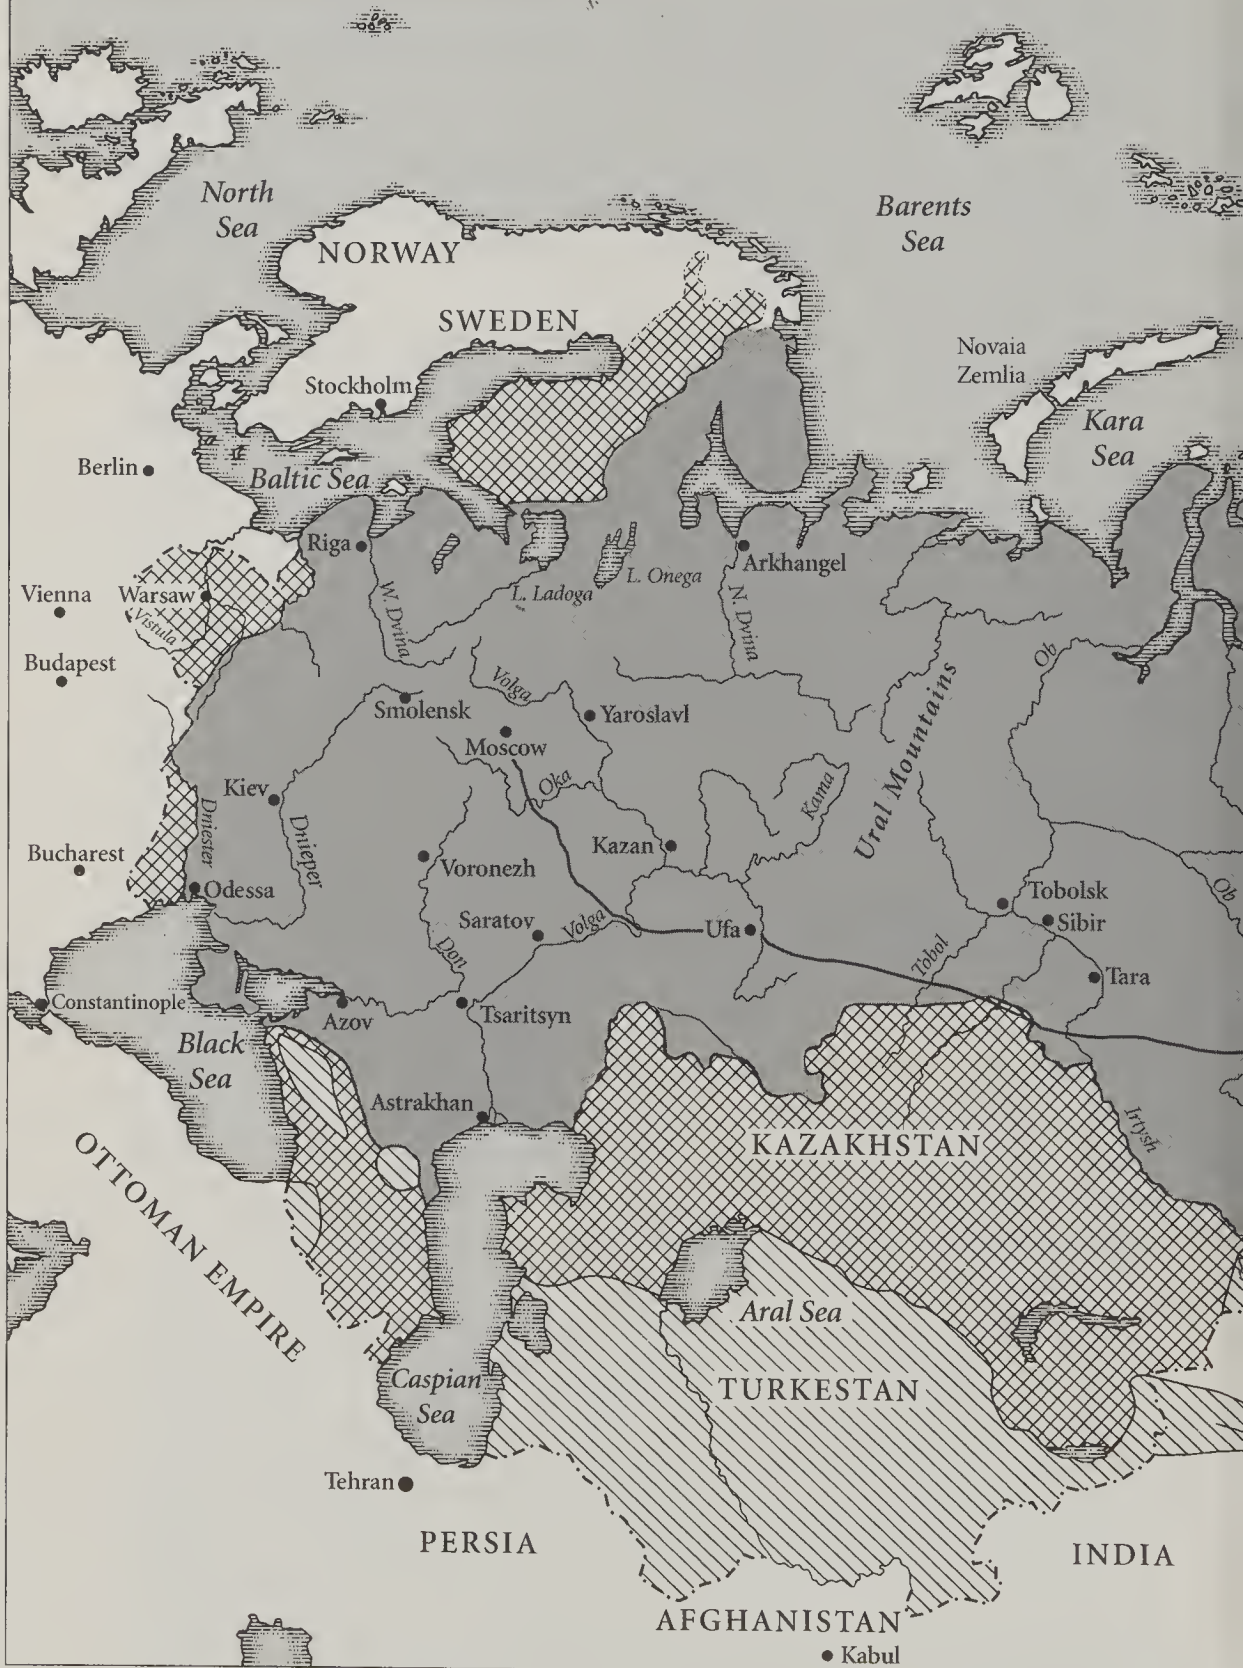 North
Sea
Barents
Sea
NORWAY
SWEDEN
Novaia
Zemlia
Stockholm
Kara
Sea
Berlin
Baltic Sea
Riga
Arkhangel
L. Onega
L. Ladoga
Vienna
Warsaw
Vistula
W. Dvina
N. Dvina
Budapest
Ob
Volga
Smolensk
Yaroslavl
Moscow
Ural Mountains
Oka
Kama
Kiev
Dniester
Dnieper
Bucharest
Kazan
Voronezh
Odessa
Tobolsk
Ob
Saratov
Volga
Ufa
Sibir
Don
Tobol
Tara
Constantinople
Azov
Tsaritsyn
Black
Sea
Astrakhan
Irtysh
KAZAKHSTAN
OTTOMAN EMPIRE
Aral Sea
Caspian
Sea
TURKESTAN
Tehran
PERSIA
INDIA
AFGHANISTAN
Kabul